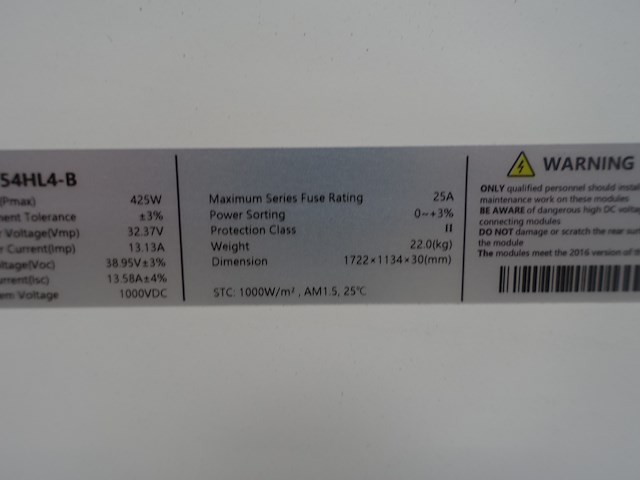 54HL4-B
(Pmax) 425W
ent Tolerance ±3%
Voltage(Vmp) 32.37V
Current(Imp) 13.13A
ltage(Voc) 38.95V±3%
urrent(Isc) 13.58A±4%
em Voltage 1000VDC
Maximum Series Fuse Rating 25A
Power Sorting 0~+3%
Protection Class II
Weight 22.0(kg)
Dimension 1722×1134×30(mm)
STC: 1000W/m², AM1.5, 25℃
WARNING
ONLY qualified personnel should instal
maintenance work on these modules
BE AWARE of dangerous high DC voltage
connecting modules
DO NOT damage or scratch the rear sur
the module
The modules meet the 2016 version of th